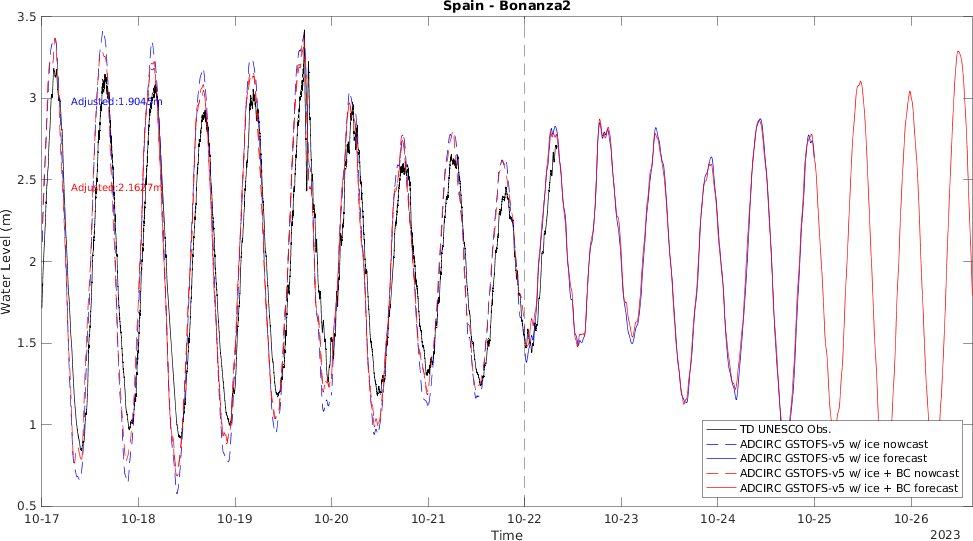 Spain - Bonanza2
3.5
3
2.5
2
1.5
1
0.5
Water Level (m)
Adjusted:1.9045m
Adjusted:2.1627m
TD UNESCO Obs.
ADCIRC GSTOFS-v5 w/ ice nowcast
ADCIRC GSTOFS-v5 w/ ice forecast
ADCIRC GSTOFS-v5 w/ ice + BC nowcast
ADCIRC GSTOFS-v5 w/ ice + BC forecast
10-17 10-18 10-19 10-20 10-21 10-22 10-23 10-24 10-25 10-26
Time
2023